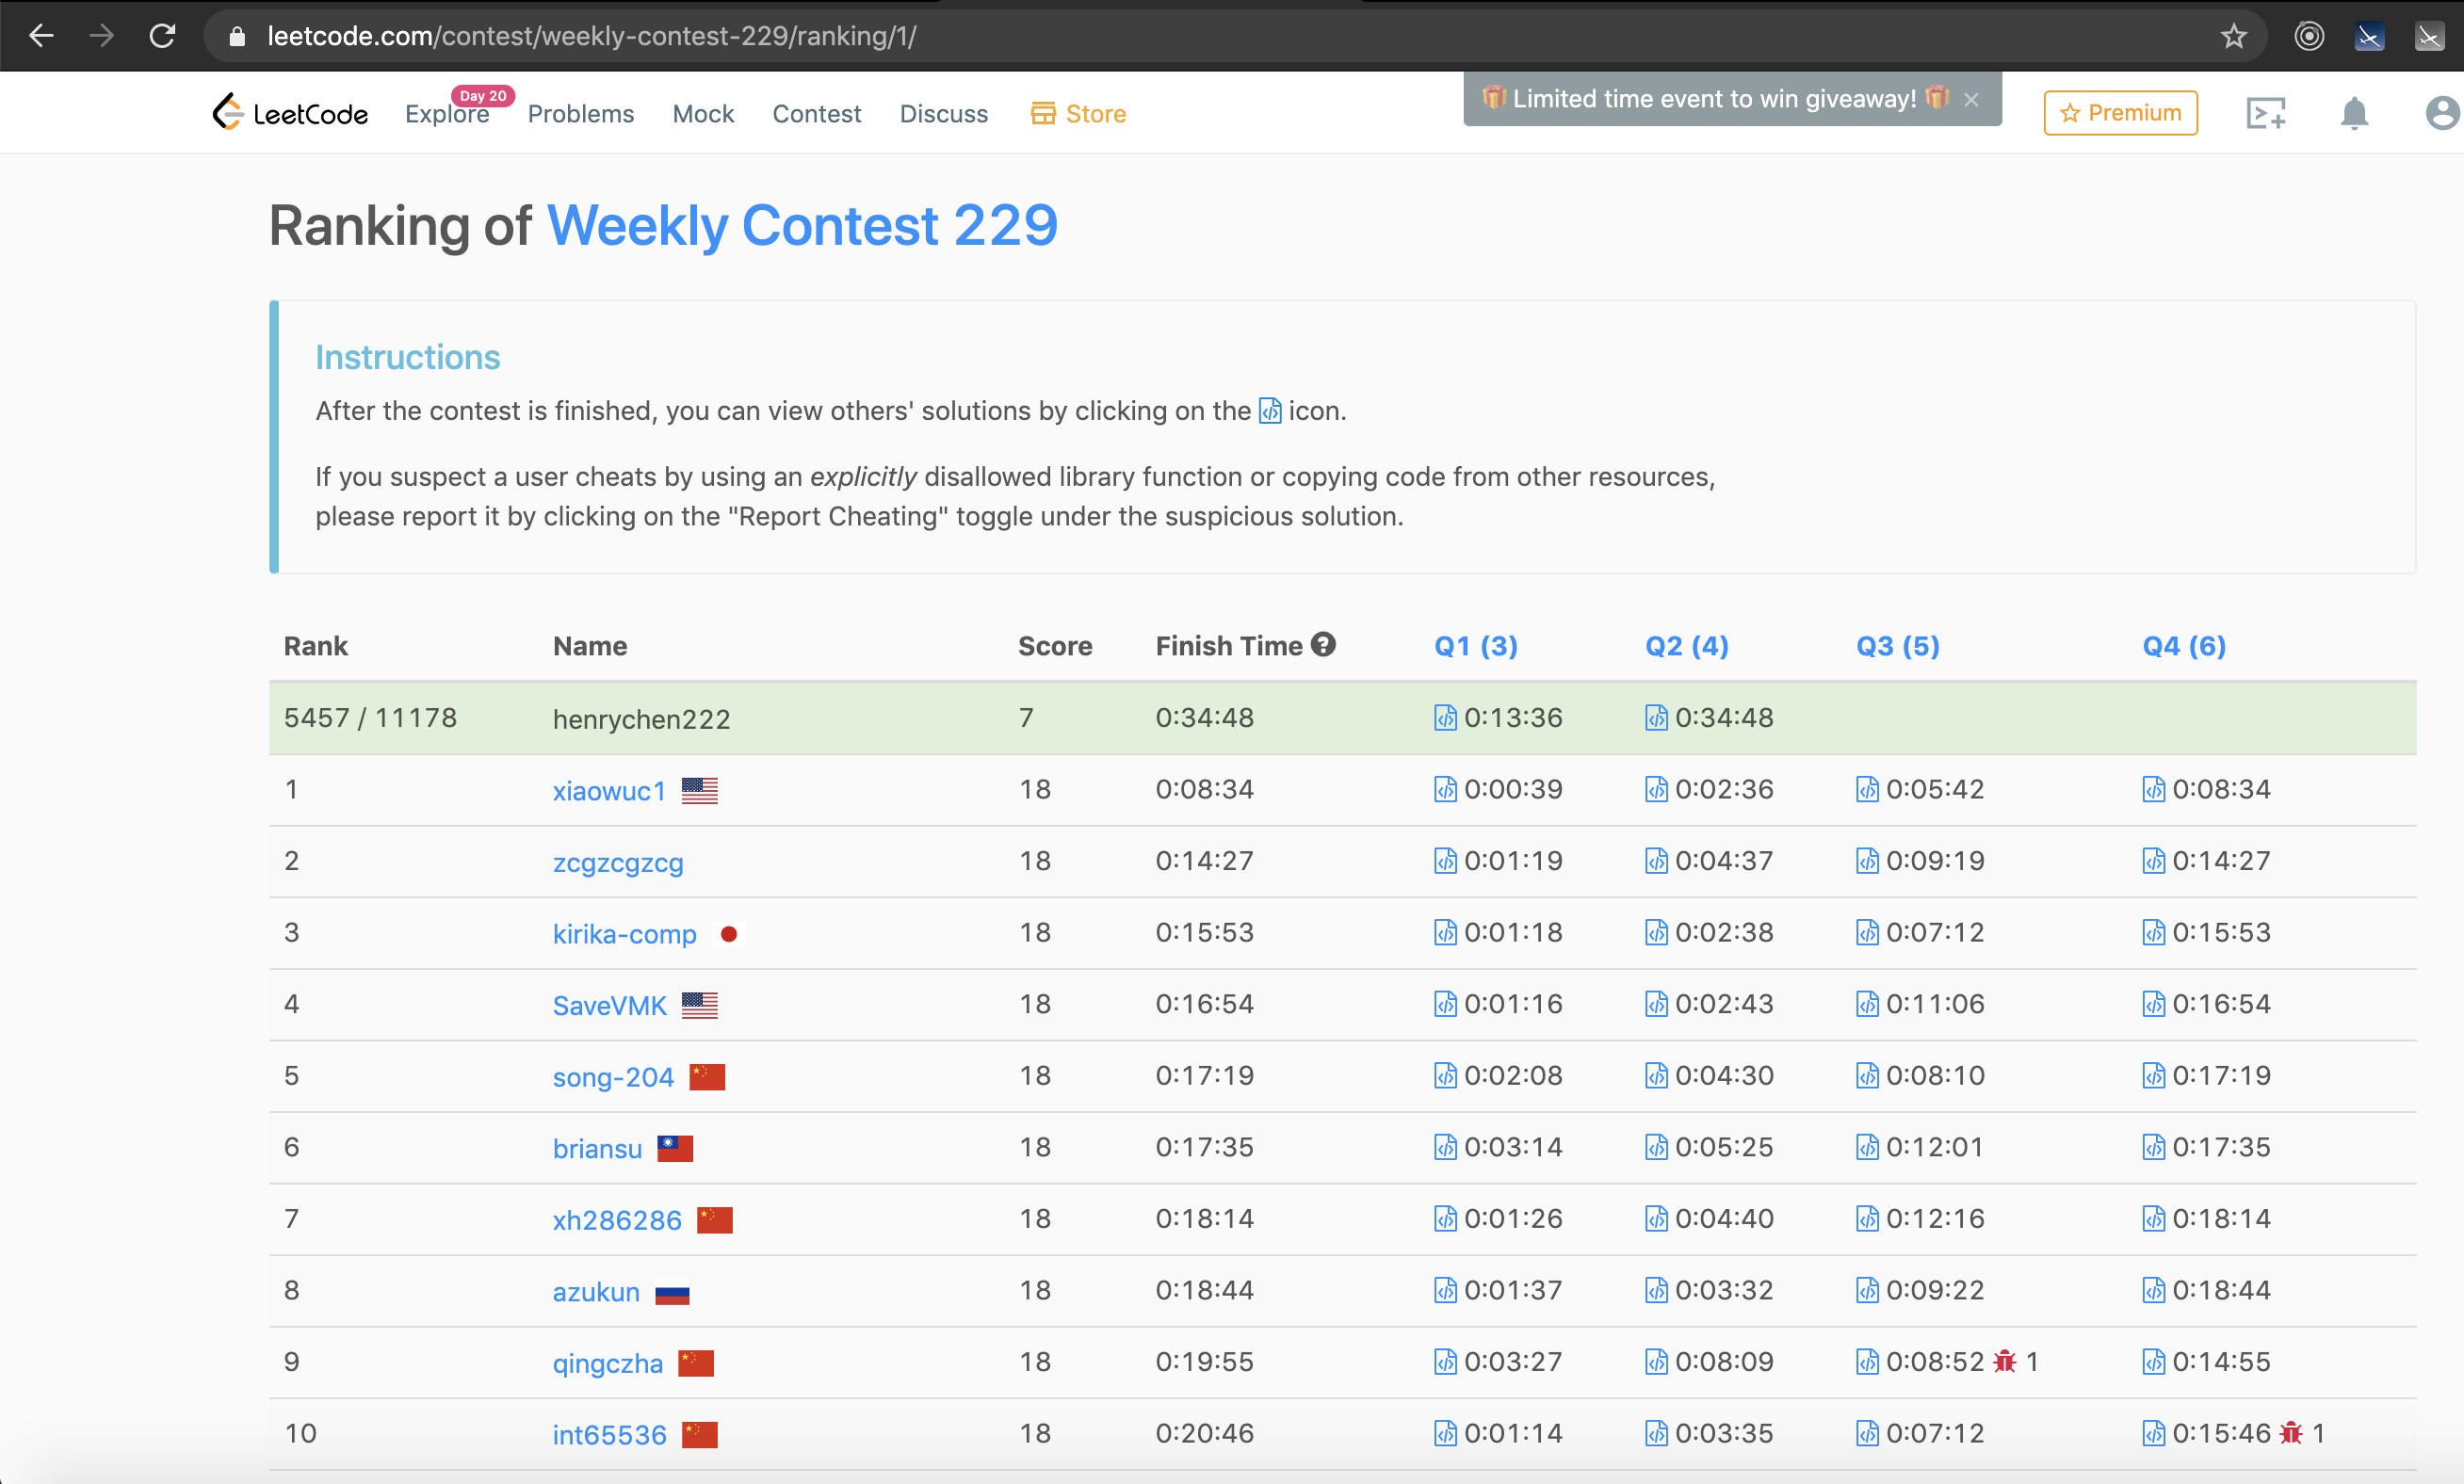 leetcode.com/contest/weekly-contest-229/ranking/1/
LeetCode Explore Day 20 Problems Mock Contest Discuss Store Limited time event to win giveaway! Premium
Ranking of Weekly Contest 229
Instructions
After the contest is finished, you can view others' solutions by clicking on the icon.
If you suspect a user cheats by using an explicitly disallowed library function or copying code from other resources,
please report it by clicking on the "Report Cheating" toggle under the suspicious solution.
Rank Name Score Finish Time Q1 (3) Q2 (4) Q3 (5) Q4 (6)
5457 / 11178 henrychen222 7 0:34:48 0:13:36 0:34:48
1 xiaowuc1 18 0:08:34 0:00:39 0:02:36 0:05:42 0:08:34
2 zcgzcgzcg 18 0:14:27 0:01:19 0:04:37 0:09:19 0:14:27
3 kirika-comp 18 0:15:53 0:01:18 0:02:38 0:07:12 0:15:53
4 SaveVMK 18 0:16:54 0:01:16 0:02:43 0:11:06 0:16:54
5 song-204 18 0:17:19 0:02:08 0:04:30 0:08:10 0:17:19
6 briansu 18 0:17:35 0:03:14 0:05:25 0:12:01 0:17:35
7 xh286286 18 0:18:14 0:01:26 0:04:40 0:12:16 0:18:14
8 azukun 18 0:18:44 0:01:37 0:03:32 0:09:22 0:18:44
9 qingczha 18 0:19:55 0:03:27 0:08:09 0:08:52 1 0:14:55
10 int65536 18 0:20:46 0:01:14 0:03:35 0:07:12 0:15:46 1